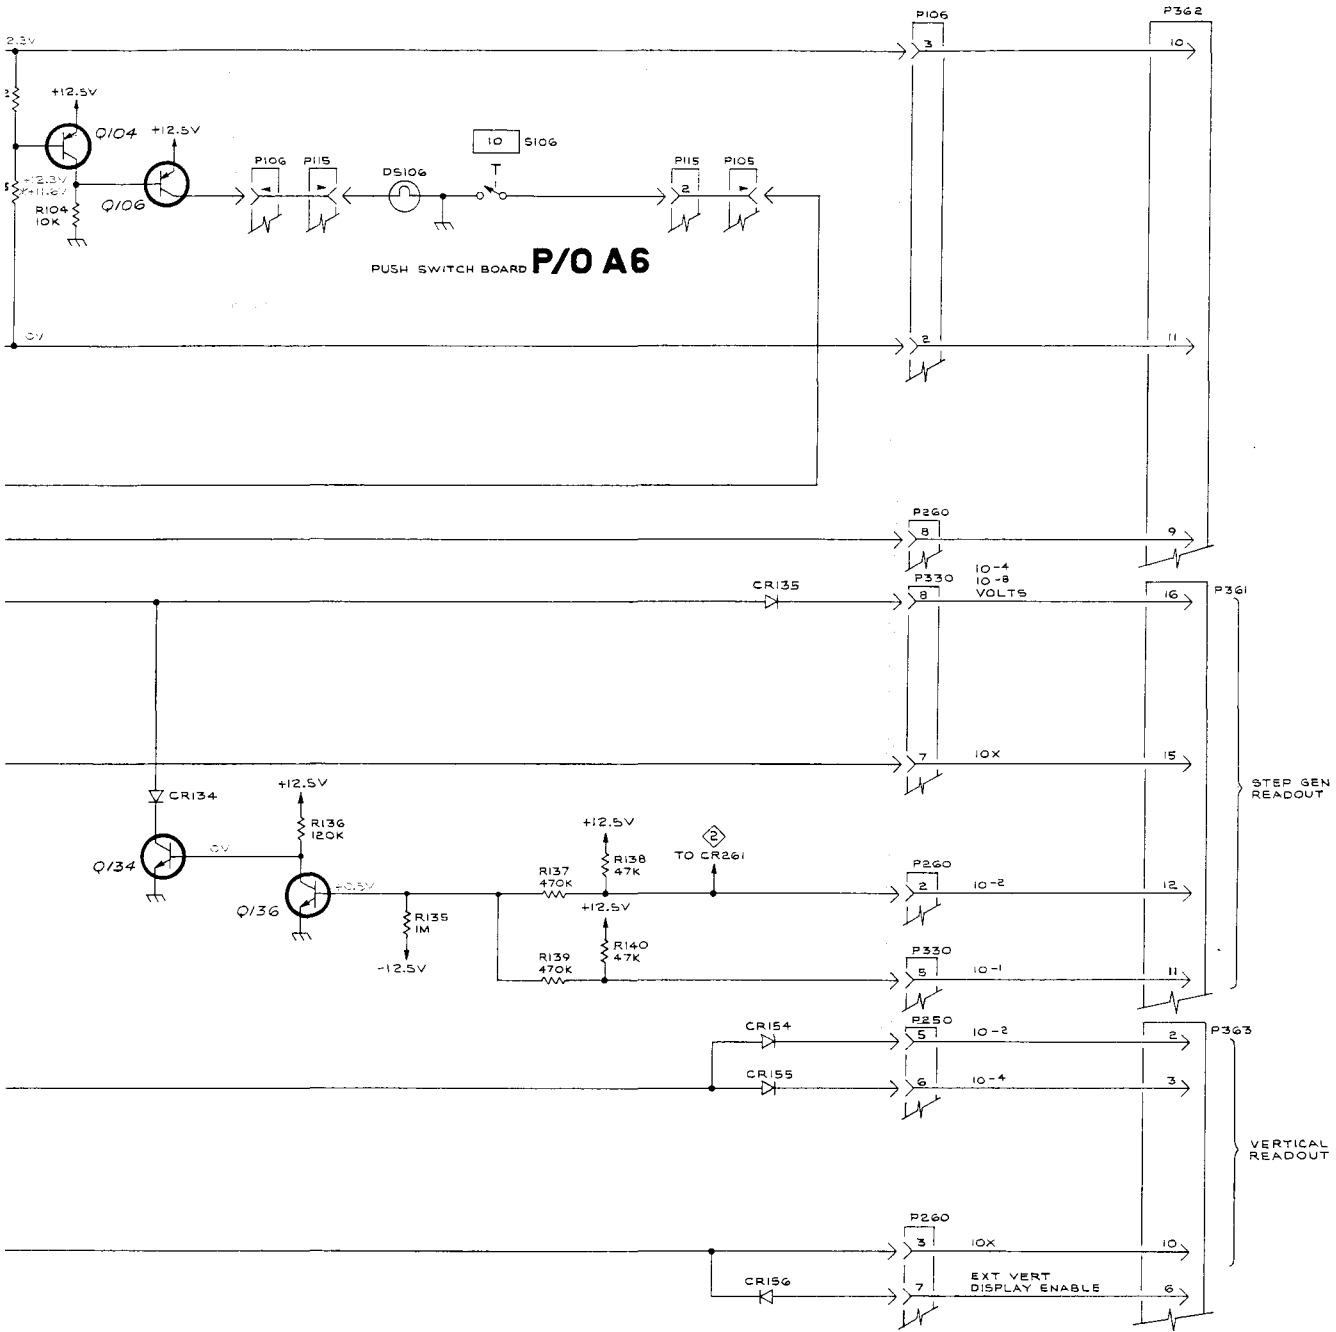 P106
P362
2.3V
3
10
+12.5V
Q104
+12.5V
10
S106
P106
P115
DS106
P115
P105
2
+12.3V
*+11.8V
R104
10K
Q106
PUSH SWITCH BOARD P/O A6
0V
2
11
P260
8
9
10-4
10-8
VOLTS
CR135
P330
8
16
P361
7
10X
15
STEP GEN
READOUT
CR134
+12.5V
R136
120K
+12.5V
2
TO CR261
Q134
0V
R138
47K
R137
470K
P260
2
10-2
12
Q136
+0.5V
+12.5V
R135
1M
R140
47K
-12.5V
R139
470K
P330
5
10-1
11
P250
CR154
5
10-2
2
P363
CR155
6
10-4
3
VERTICAL
READOUT
P260
3
10X
10
CR156
7
EXT VERT
DISPLAY ENABLE
6